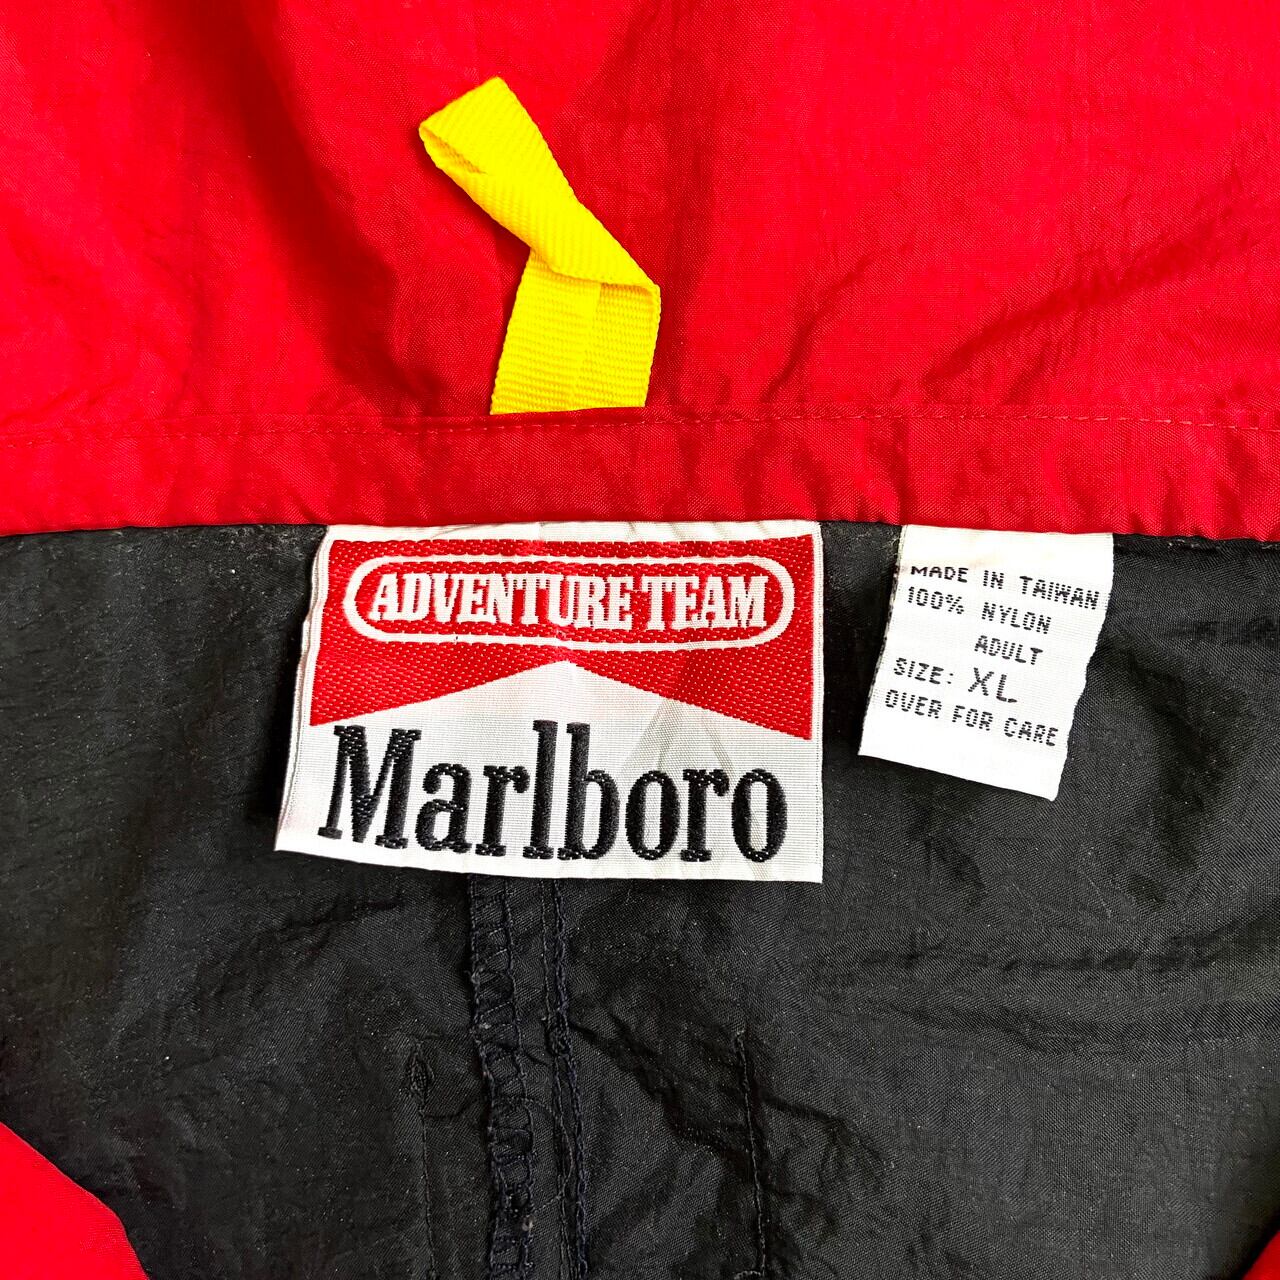 ADVENTURE TEAM
Marlboro
MADE IN TAIWAN
100% NYLON
ADULT
SIZE: XL
OVER FOR CARE